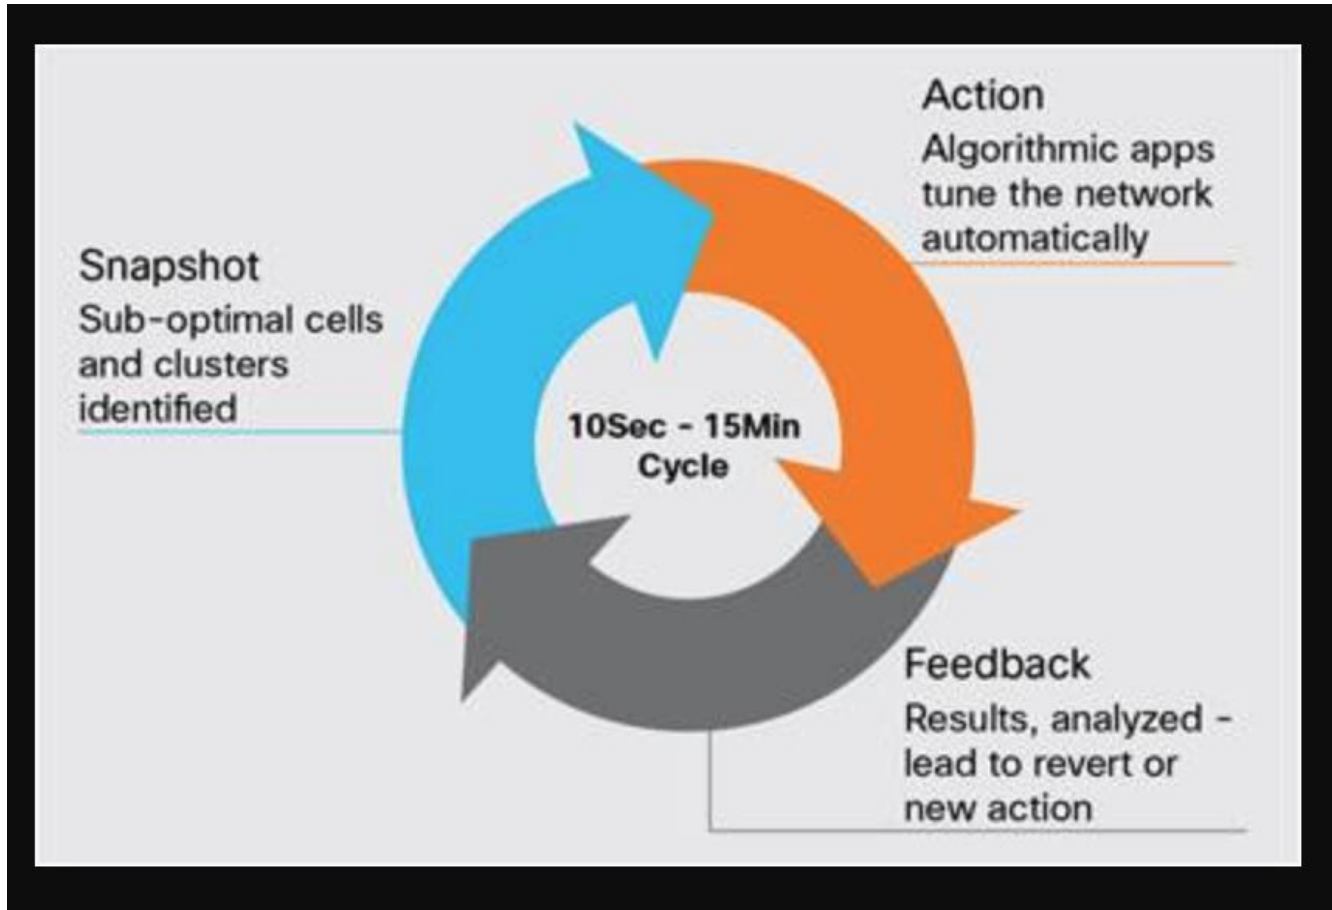 Action
Algorithmic apps
tune the network
automatically
Snapshot
Sub-optimal cells
and clusters
identified
10Sec - 15Min
Cycle
Feedback
Results, analyzed -
lead to revert or
new action